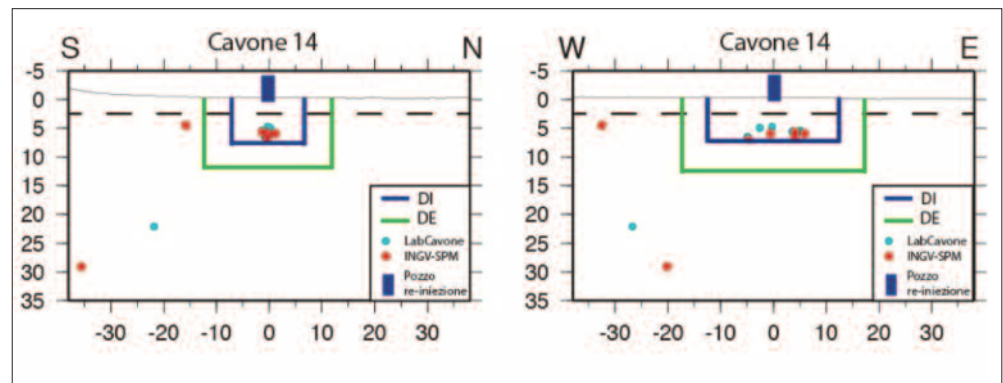 Cavone 14
S N
-5
0
5
10
15
20
25
30
35
-30 -20 -10 0 10 20 30
DI
DE
LabCavone
INGV-SPM
Pozzo
re-iniezione
Cavone 14
W E
-5
0
5
10
15
20
25
30
35
-30 -20 -10 0 10 20 30
DI
DE
LabCavone
INGV-SPM
Pozzo
re-iniezione